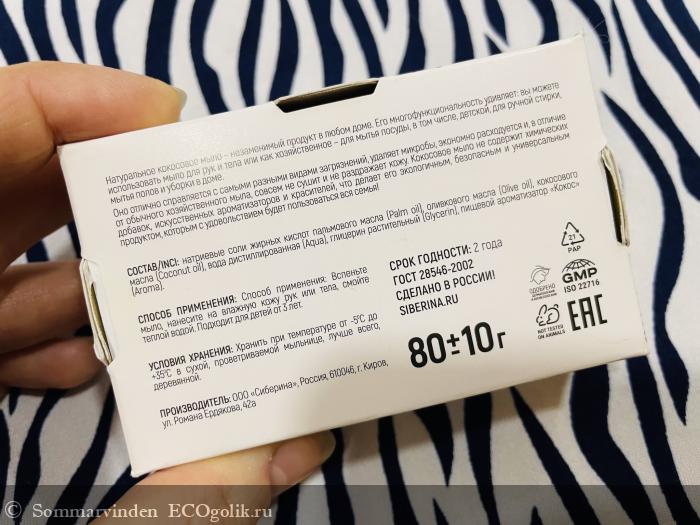 Натуральное кокосовое мыло – незаменимый продукт в любом доме. Его многофункциональность удивляет: вы можете
использовать мыло для рук и тела или как хозяйственное – для мытья посуды, в том числе, детской, для ручной стирки,
мытья полов и уборки в доме.
Оно отлично справляется с самыми разными видами загрязнений, удаляет микробы, экономно расходуется и, в отличие
от обычного хозяйственного мыла, совсем не сушит и не раздражает кожу. Кокосовое мыло не содержит химических
добавок, искусственных ароматизаторов и красителей, что делает его экологичным, безопасным и универсальным
продуктом, которым с удовольствием будет пользоваться вся семья!
СОСТАВ/INCI: натриевые соли жирных кислот пальмового масла (Palm oil), оливкового масла (Olive oil), кокосового
масла (Coconut oil), вода дистиллированная (Aqua), глицерин растительный (Glycerin), пищевой ароматизатор «Кокос»
(Aroma).
СПОСОБ ПРИМЕНЕНИЯ: Способ применения: Вспеньте
мыло, нанесите на влажную кожу рук или тела, смойте
теплой водой. Подходит для детей от 3 лет.
УСЛОВИЯ ХРАНЕНИЯ: Хранить при температуре от -5°C до
+35°C в сухой, проветриваемой мыльнице, лучше всего,
деревянной.
ПРОИЗВОДИТЕЛЬ: ООО «Сиберина», Россия, 610046, г. Киров,
ул. Романа Ердякова, 42а
СРОК ГОДНОСТИ: 2 года
ГОСТ 28546-2002
СДЕЛАНО В РОССИИ!
SIBERINA.RU
80±10 г
21
PAP
ОДОБРЕНО
GMP
ISO 22716
NOT TESTED
ON ANIMALS
EAC
© Sommarvinden ECOgolik.ru